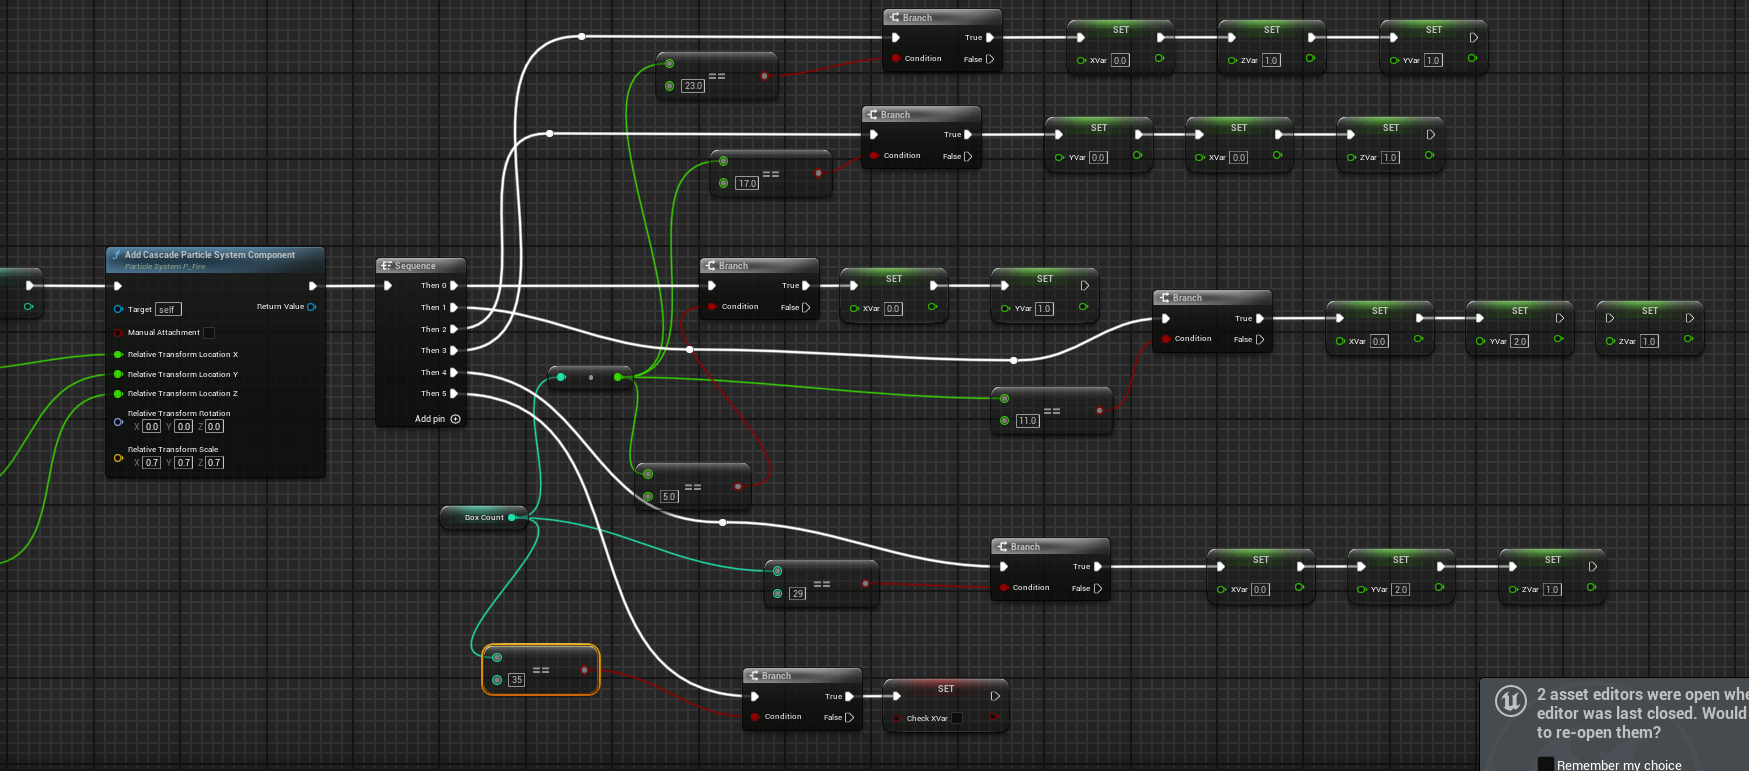 Branch
True
Condition
False
SET
XVar 0.0
SET
ZVar 1.0
SET
YVar 1.0
==
23.0
Branch
True
Condition
False
SET
YVar 0.0
SET
XVar 0.0
SET
ZVar 1.0
==
17.0
Add Cascade Particle System Component
Particle System P_Fire
Target self
Return Value
Manual Attachment
Relative Transform Location X
Relative Transform Location Y
Relative Transform Location Z
Relative Transform Rotation
X 0.0 Y 0.0 Z 0.0
Relative Transform Scale
X 0.7 Y 0.7 Z 0.7
Sequence
Then 0
Then 1
Then 2
Then 3
Then 4
Then 5
Add pin
Branch
True
Condition
False
SET
XVar 0.0
SET
YVar 1.0
Branch
True
Condition
False
SET
XVar 0.0
SET
YVar 2.0
SET
ZVar 1.0
==
11.0
==
5.0
Box Count
==
29
Branch
True
Condition
False
SET
XVar 0.0
SET
YVar 2.0
SET
ZVar 1.0
==
35
Branch
True
Condition
False
SET
Check XVar
2 asset editors were open whe
editor was last closed. Would
to re-open them?
Remember my choice